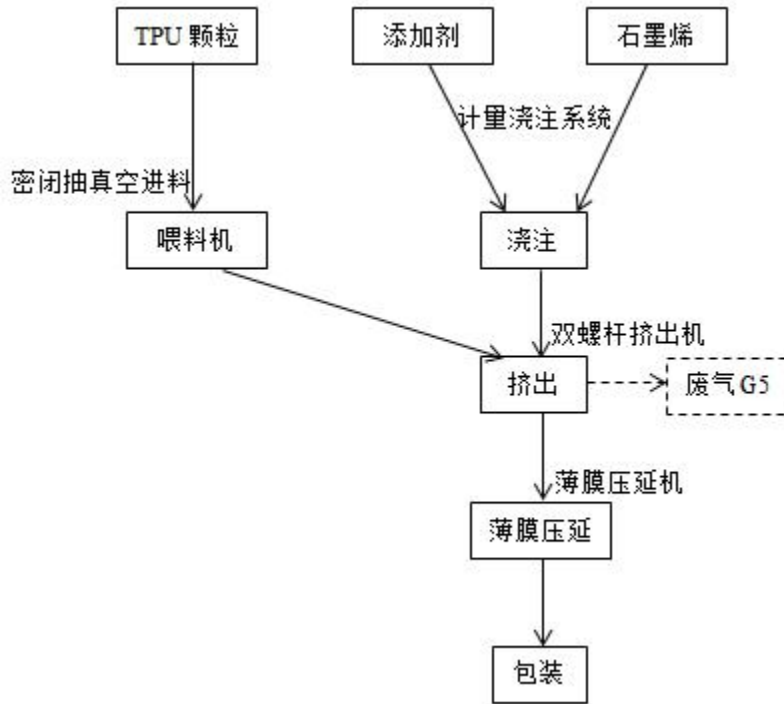 TPU 颗粒
添加剂
石墨烯
计量浇注系统
密闭抽真空进料
喂料机
浇注
双螺杆挤出机
挤出
废气 G5
薄膜压延机
薄膜压延
包装